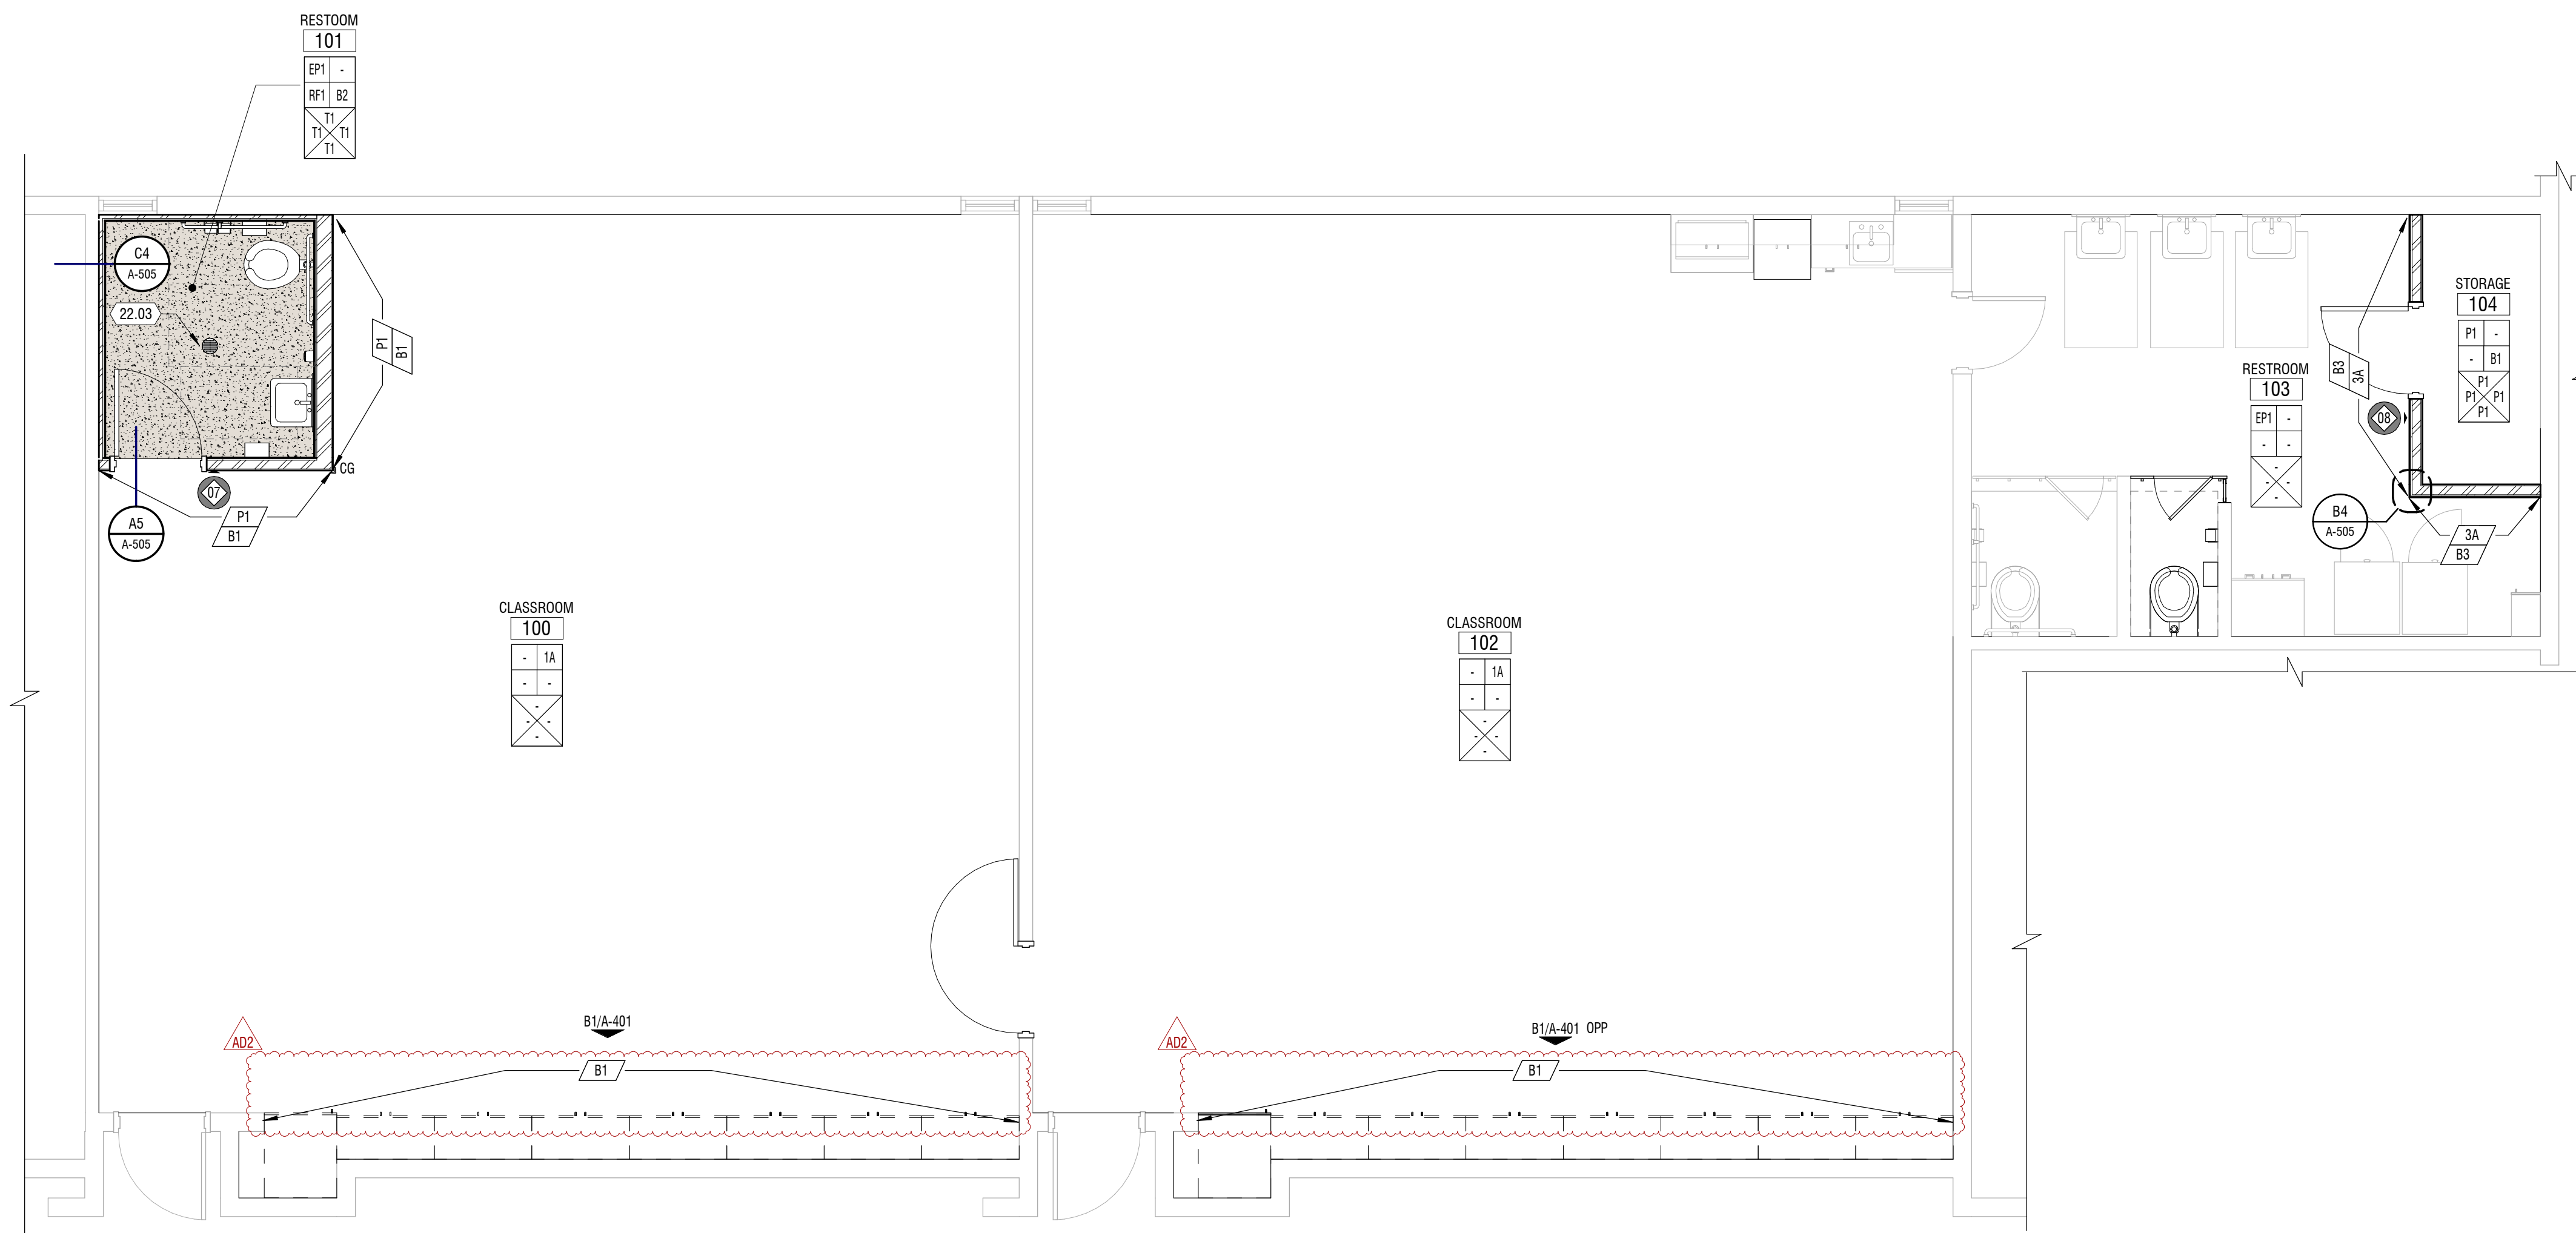 RESTOOM
101
EP1 -
RF1 B2
T1
T1 T1
T1
C4
A-505
22.03
P1
B1
CG
07
P1
B1
A5
A-505
CLASSROOM
100
- 1A
- -
-
- -
-
CLASSROOM
102
- 1A
- -
-
- -
-
RESTROOM
103
EP1 -
- -
-
- -
-
STORAGE
104
P1 -
- B1
P1
P1 P1
P1
B3
3A
08
B4
A-505
3A
B3
AD2
B1/A-401
B1
AD2
B1/A-401 OPP
B1